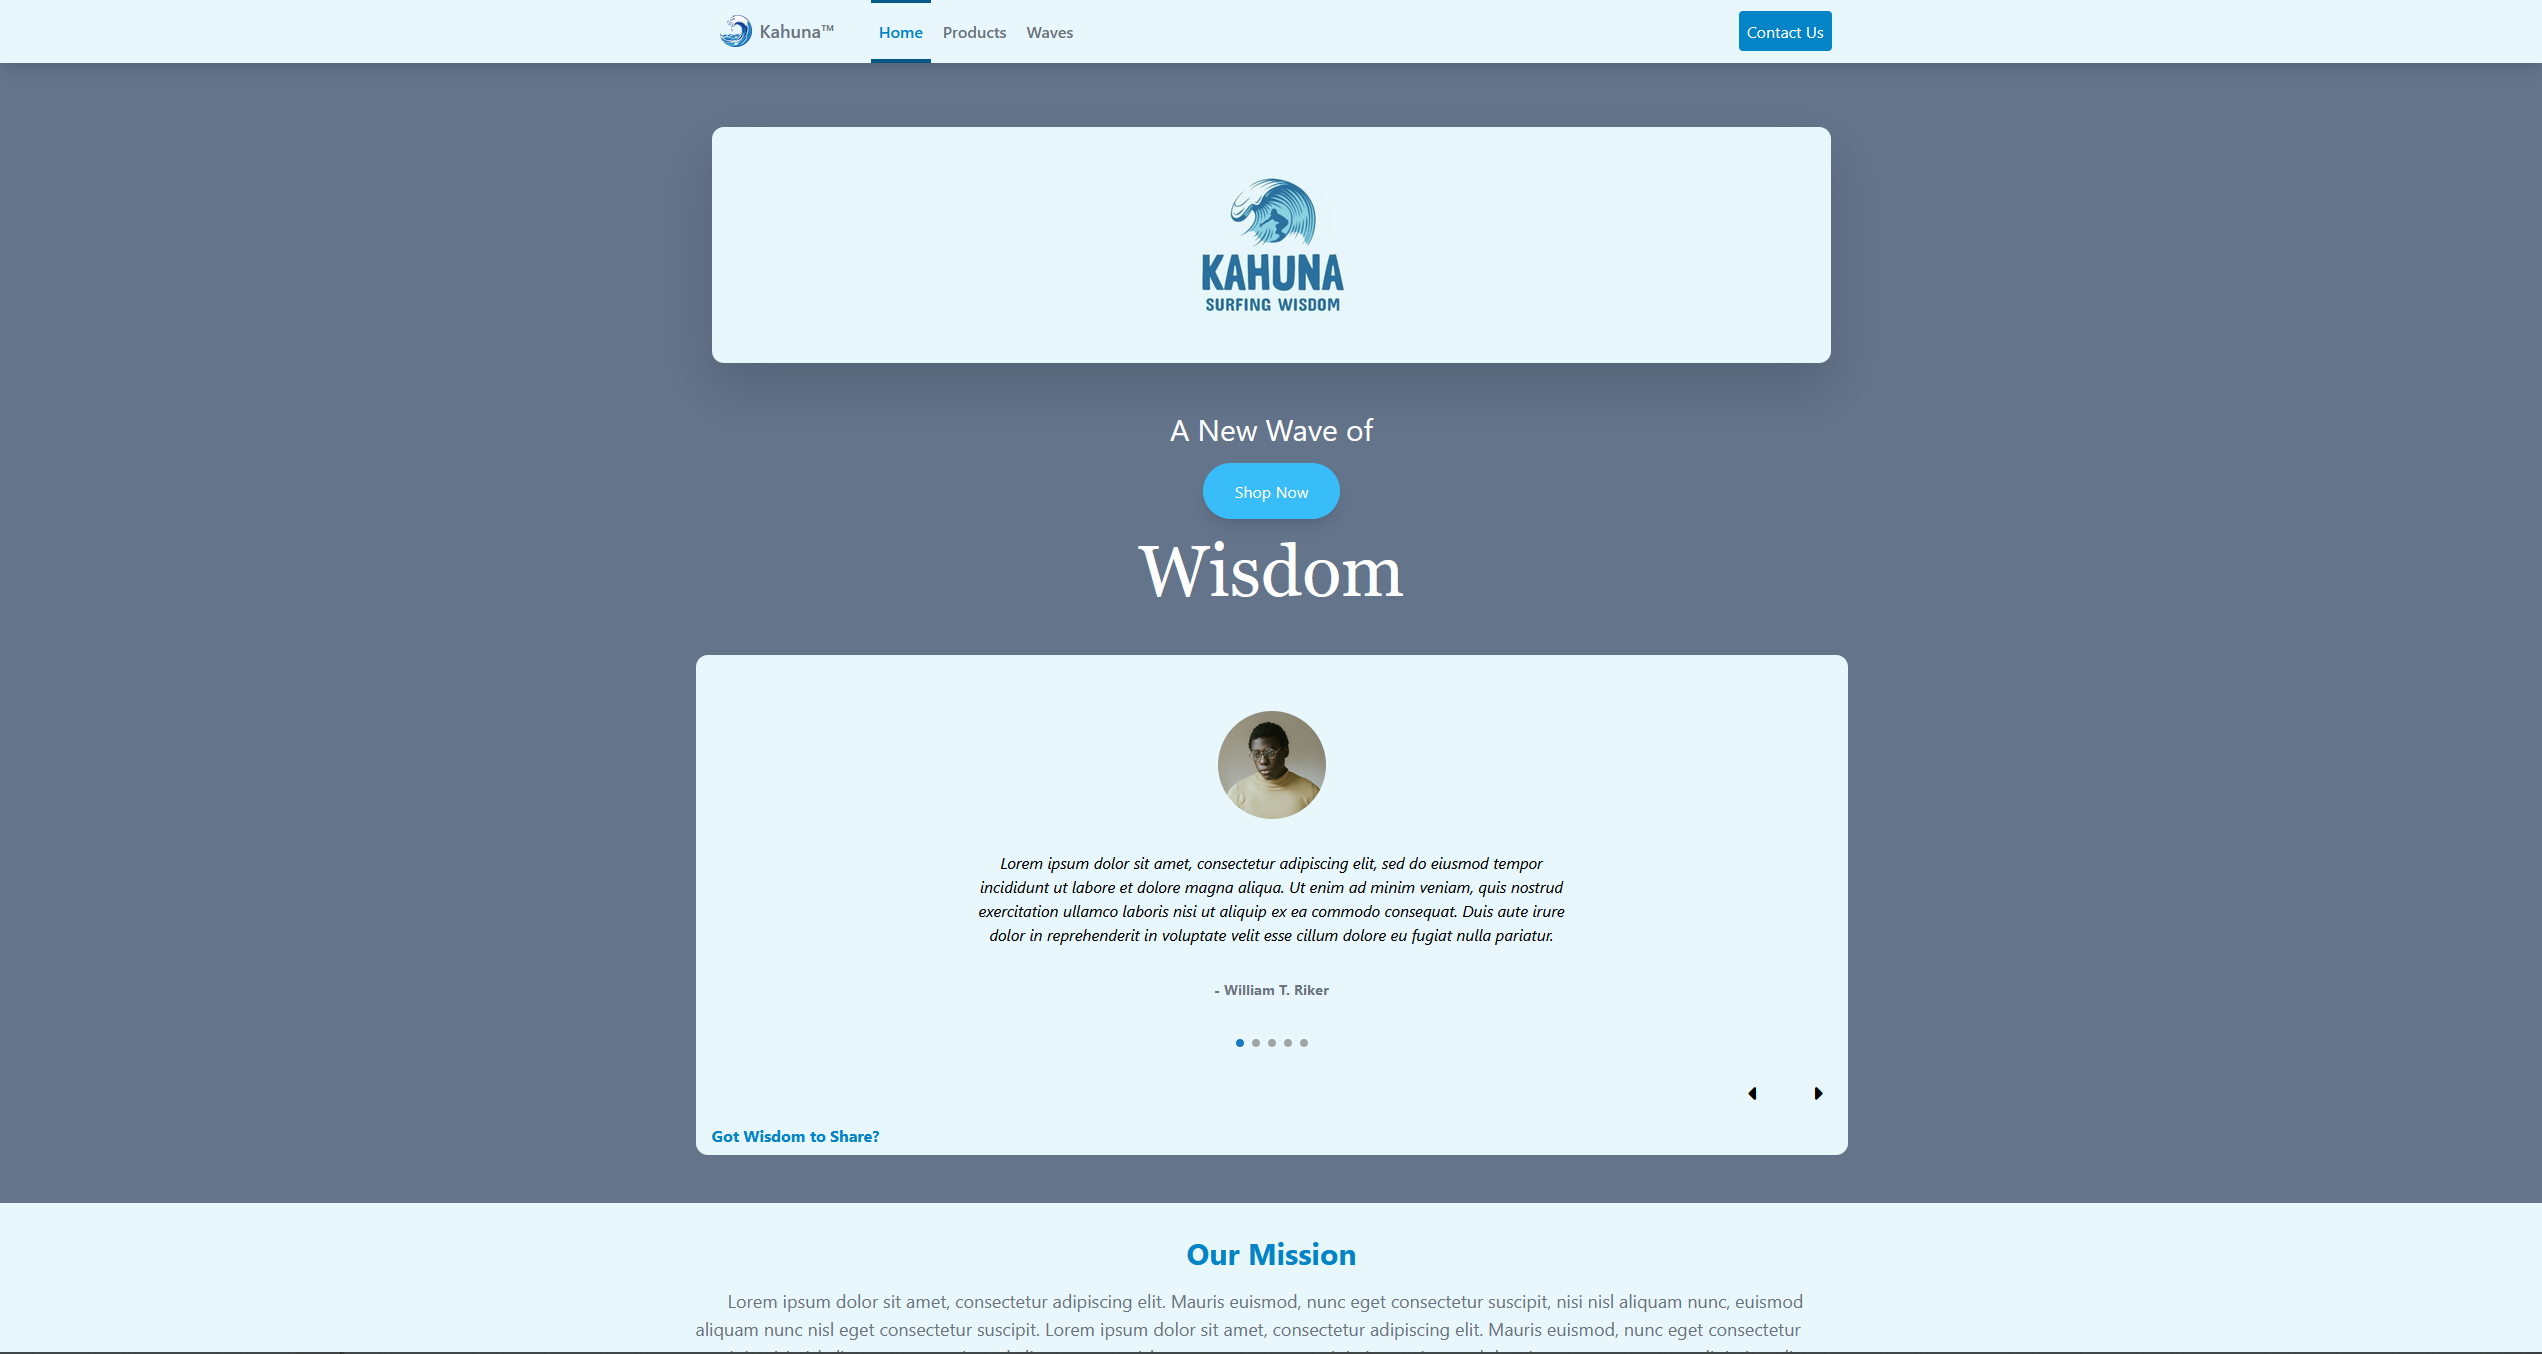 Kahuna™
Home
Products
Waves
Contact Us
KAHUNA
SURFING WISDOM
A New Wave of
Shop Now
Wisdom
Lorem ipsum dolor sit amet, consectetur adipiscing elit, sed do eiusmod tempor
incididunt ut labore et dolore magna aliqua. Ut enim ad minim veniam, quis nostrud
exercitation ullamco laboris nisi ut aliquip ex ea commodo consequat. Duis aute irure
dolor in reprehenderit in voluptate velit esse cillum dolore eu fugiat nulla pariatur.
- William T. Riker
Got Wisdom to Share?
Our Mission
Lorem ipsum dolor sit amet, consectetur adipiscing elit. Mauris euismod, nunc eget consectetur suscipit, nisi nisl aliquam nunc, euismod
aliquam nunc nisl eget consectetur suscipit. Lorem ipsum dolor sit amet, consectetur adipiscing elit. Mauris euismod, nunc eget consectetur